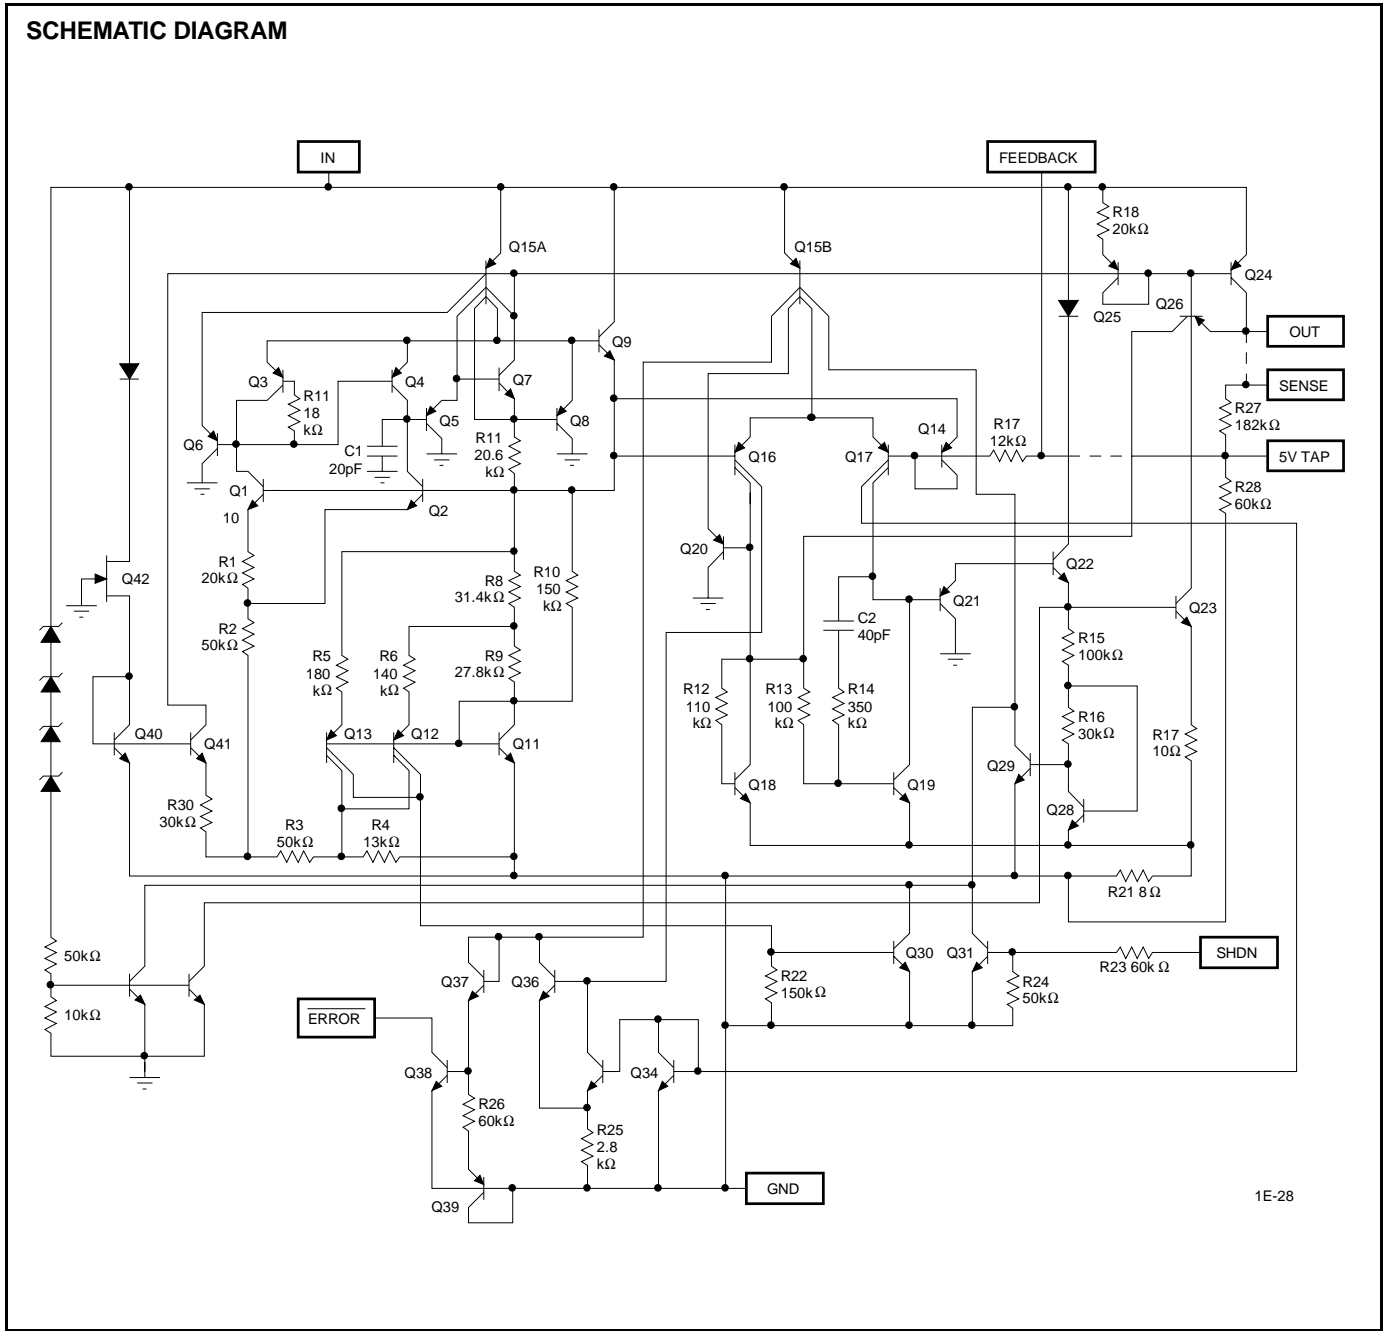 SCHEMATIC DIAGRAM
IN
FEEDBACK
R18
20kΩ
Q15A
Q15B
Q24
Q25
Q26
OUT
Q9
Q3
Q4
Q7
R11
18
kΩ
Q5
Q8
SENSE
R27
182kΩ
Q6
C1
20pF
R11
20.6
kΩ
Q16
Q17
Q14
R17
12kΩ
5V TAP
Q1
10
Q2
R28
60kΩ
Q42
R1
20kΩ
R8
31.4kΩ
R10
150
kΩ
Q20
Q22
Q21
Q23
R2
50kΩ
C2
40pF
R5
180
kΩ
R6
140
kΩ
R9
27.8kΩ
R15
100kΩ
R12
110
kΩ
R13
100
kΩ
R14
350
kΩ
R16
30kΩ
R17
10Ω
Q40
Q41
Q13
Q12
Q11
Q29
Q18
Q19
Q28
R30
30kΩ
R3
50kΩ
R4
13kΩ
R21 8 Ω
50kΩ
10kΩ
Q37
Q36
R22
150kΩ
Q30
Q31
R24
50kΩ
R23 60k Ω
SHDN
ERROR
Q38
Q34
R26
60kΩ
R25
2.8
kΩ
Q39
GND
1E-28